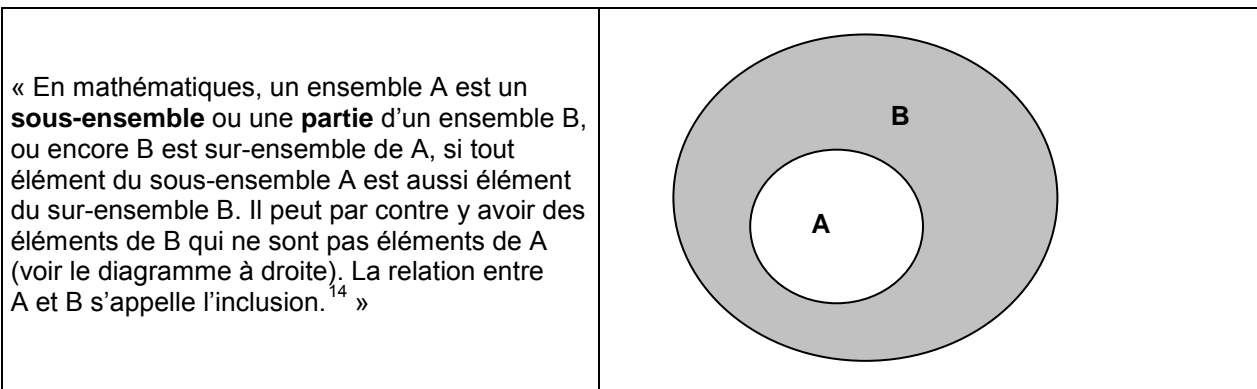 « En mathématiques, un ensemble A est un
sous-ensemble ou une partie d’un ensemble B,
ou encore B est sur-ensemble de A, si tout
élément du sous-ensemble A est aussi élément
du sur-ensemble B. Il peut par contre y avoir des
éléments de B qui ne sont pas éléments de A
(voir le diagramme à droite). La relation entre
A et B s’appelle l’inclusion.14 »
B
A